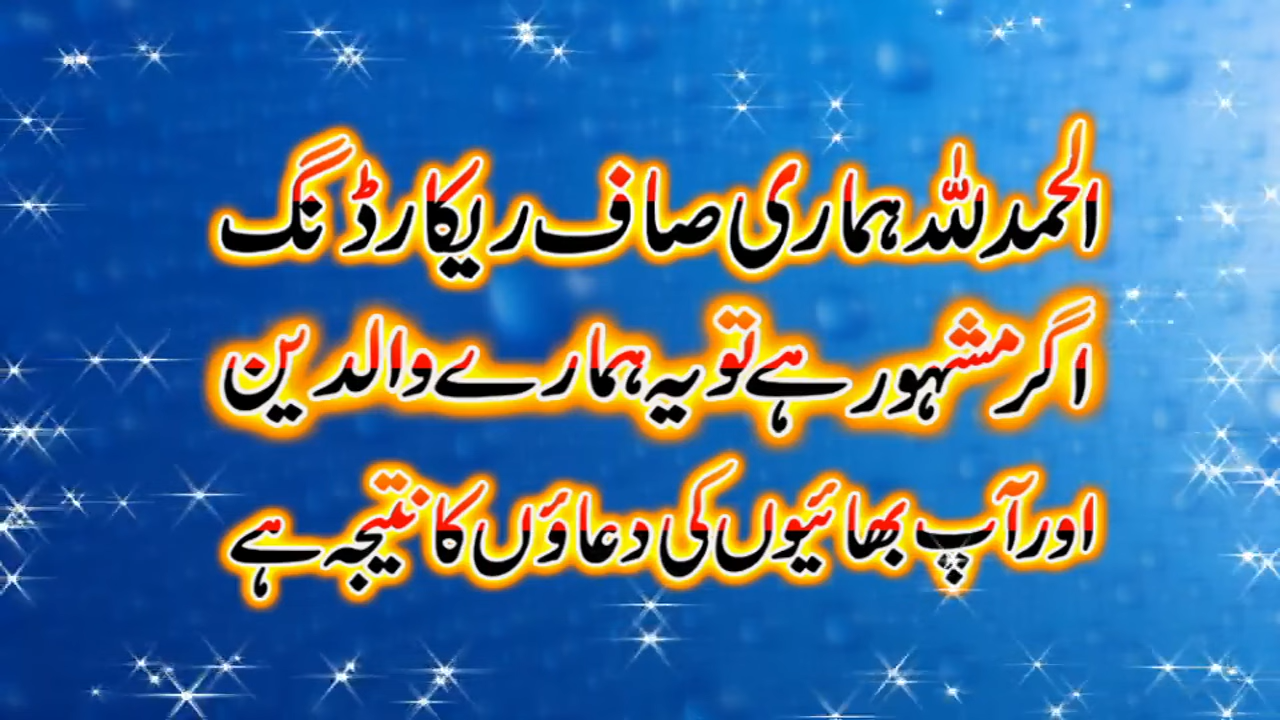 الحمدللہ ہماری صاف ریکارڈنگ
اگر مشہور ہے تو یہ ہمارے والدین
اور آپ بھائیوں کی دعاؤں کا نتیجہ ہے